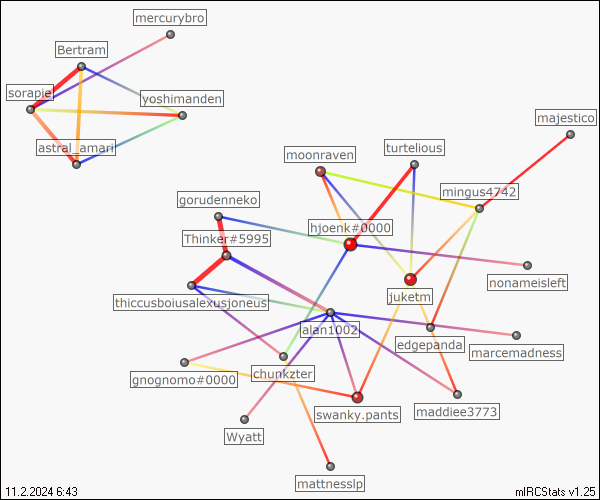 mercurybro
Bertram
sorapie
yoshimanden
majestico
astral_amari
moonraven
turtelious
mingus4742
gorudenneko
hjoenk#0000
Thinker#5995
nonameisleft
thiccusboiusalexusjoneus
juketm
alan1002
edgepanda
marcemadness
chunkzter
gnognomo#0000
swanky.pants
maddiee3773
Wyatt
mattnesslp
11.2.2024 6:43
mIRCStats v1.25